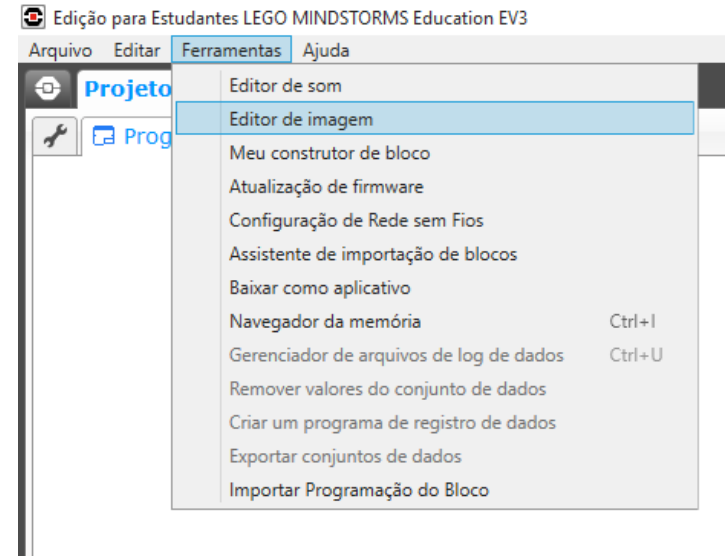 Edição para Estudantes LEGO MINDSTORMS Education EV3
Arquivo Editar Ferramentas Ajuda
Projeto
Prog
Editor de som
Editor de imagem
Meu construtor de bloco
Atualização de firmware
Configuração de Rede sem Fios
Assistente de importação de blocos
Baixar como aplicativo
Navegador da memória Ctrl+I
Gerenciador de arquivos de log de dados Ctrl+U
Remover valores do conjunto de dados
Criar um programa de registro de dados
Exportar conjuntos de dados
Importar Programação do Bloco